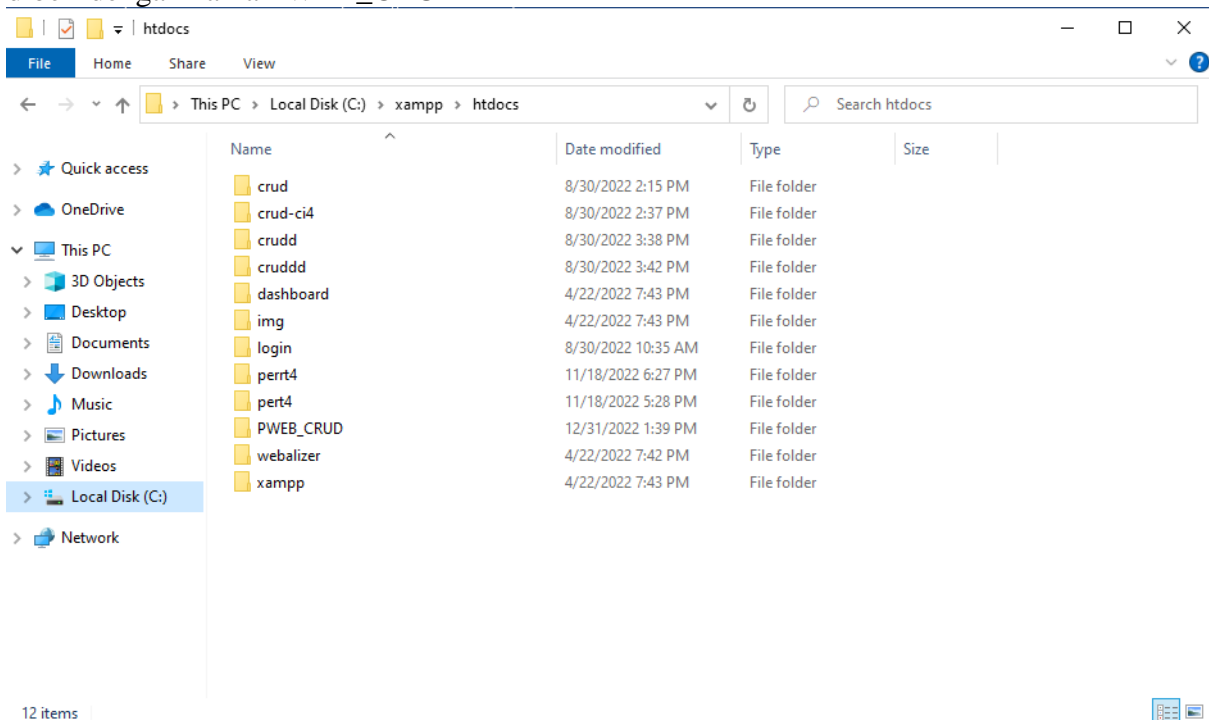 htdocs
File Home Share View
This PC > Local Disk (C:) > xampp > htdocs Search htdocs
Name Date modified Type Size
Quick access
OneDrive
This PC
3D Objects
Desktop
Documents
Downloads
Music
Pictures
Videos
Local Disk (C:)
Network
crud 8/30/2022 2:15 PM File folder
crud-ci4 8/30/2022 2:37 PM File folder
crudd 8/30/2022 3:38 PM File folder
cruddd 8/30/2022 3:42 PM File folder
dashboard 4/22/2022 7:43 PM File folder
img 4/22/2022 7:43 PM File folder
login 8/30/2022 10:35 AM File folder
perrt4 11/18/2022 6:27 PM File folder
pert4 11/18/2022 5:28 PM File folder
PWEB_CRUD 12/31/2022 1:39 PM File folder
webalizer 4/22/2022 7:42 PM File folder
xampp 4/22/2022 7:43 PM File folder
12 items